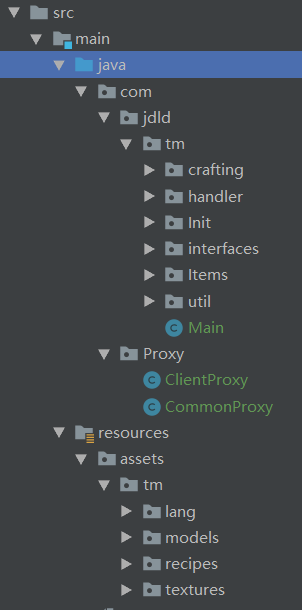 src
main
java
com
jdld
tm
crafting
handler
Init
interfaces
Items
util
Main
Proxy
ClientProxy
CommonProxy
resources
assets
tm
lang
models
recipes
textures